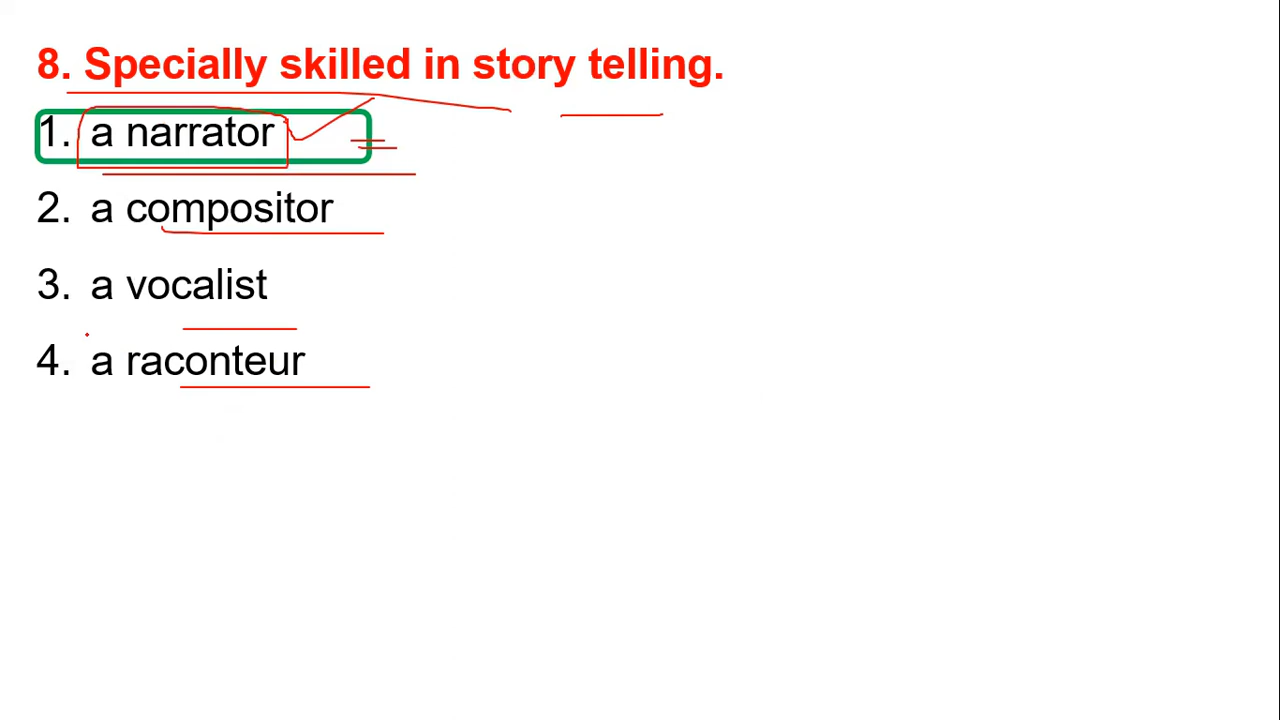 8. Specially skilled in story telling.
1. a narrator
2. a compositor
3. a vocalist
4. a raconteur